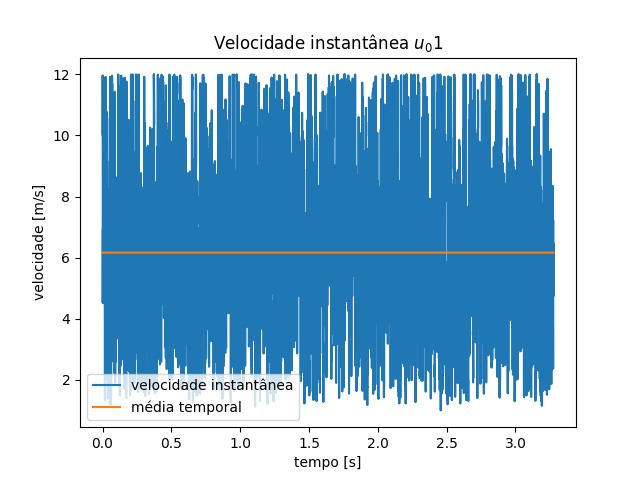 Velocidade instantânea u₀1
velocidade [m/s]
12
10
8
6
4
2
velocidade instantânea
média temporal
0.0 0.5 1.0 1.5 2.0 2.5 3.0
tempo [s]